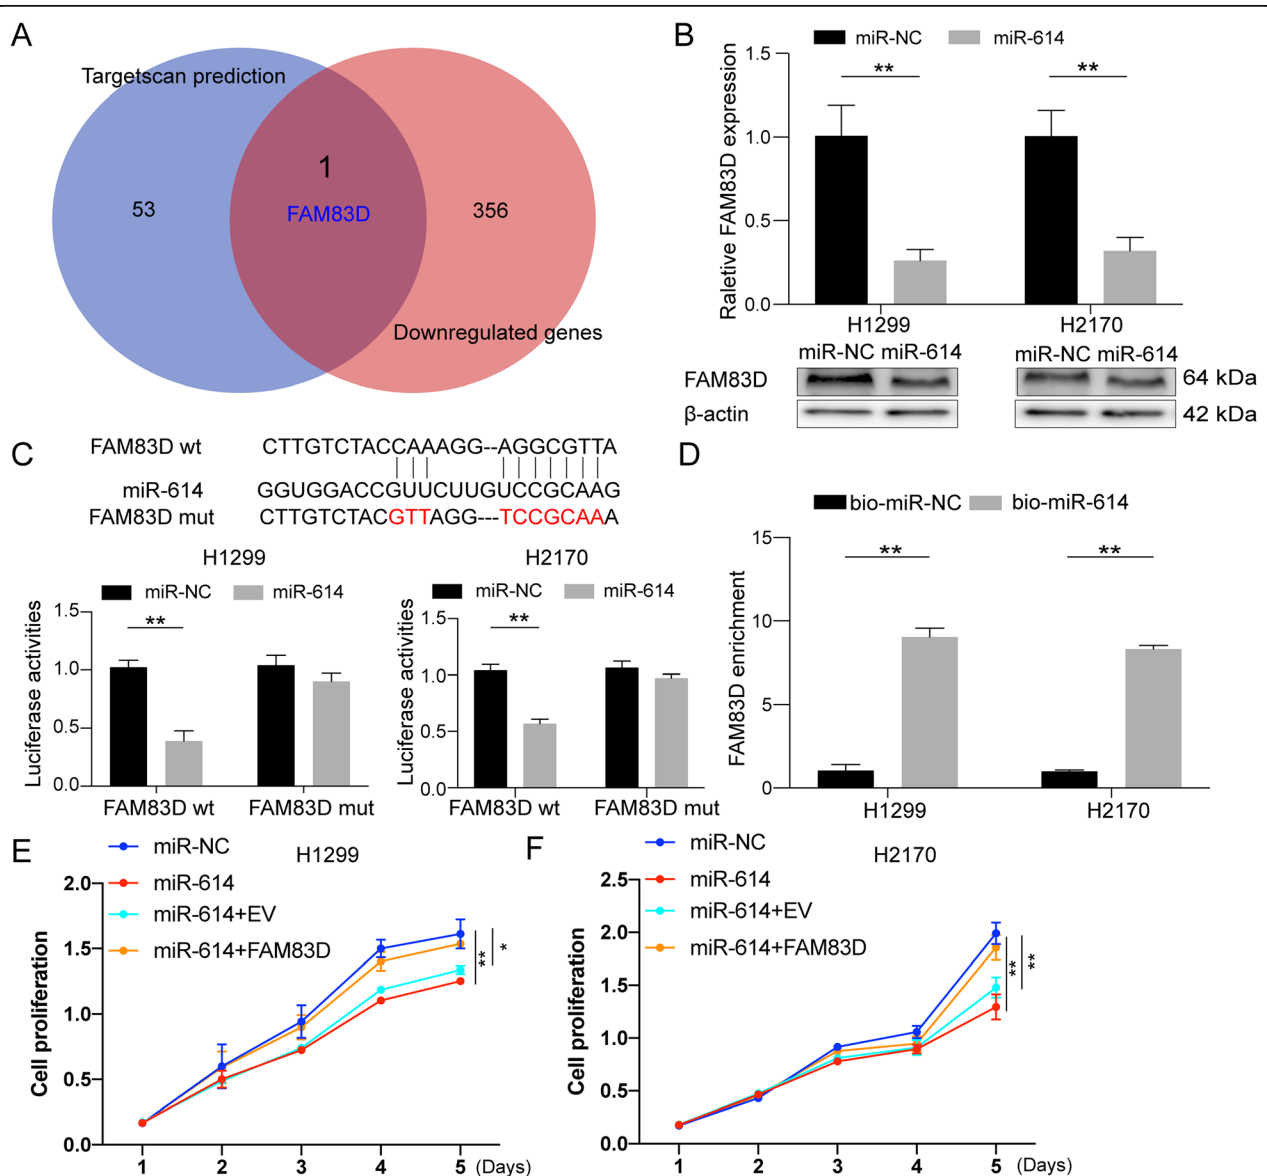 A
Targetscan prediction
53
1
FAM83D
356
Downregulated genes
B
miR-NC miR-614
Raletive FAM83D expression
1.5
1.0
0.5
0.0
**
**
H1299 H2170
miR-NC miR-614 miR-NC miR-614
FAM83D 64 kDa
β-actin 42 kDa
C
FAM83D wt CTTGTCTACCAAAGG--AGGCGTTA
miR-614 GGUGGACCGUUCUUGUCCGCAAG
FAM83D mut CTTGTCTACGTTAGG---TCCGCAAA
H1299
miR-NC miR-614
Luciferase activities
1.5
1.0
0.5
0.0
**
FAM83D wt FAM83D mut
H2170
miR-NC miR-614
Luciferase activities
1.5
1.0
0.5
0.0
**
FAM83D wt FAM83D mut
D
bio-miR-NC bio-miR-614
FAM83D enrichment
15
10
5
0
**
**
H1299 H2170
E
H1299
miR-NC
miR-614
miR-614+EV
miR-614+FAM83D
Cell proliferation
2.0
1.5
1.0
0.5
0.0
**
*
1 2 3 4 5 (Days)
F
H2170
miR-NC
miR-614
miR-614+EV
miR-614+FAM83D
Cell proliferation
2.5
2.0
1.5
1.0
0.5
0.0
**
**
1 2 3 4 5 (Days)